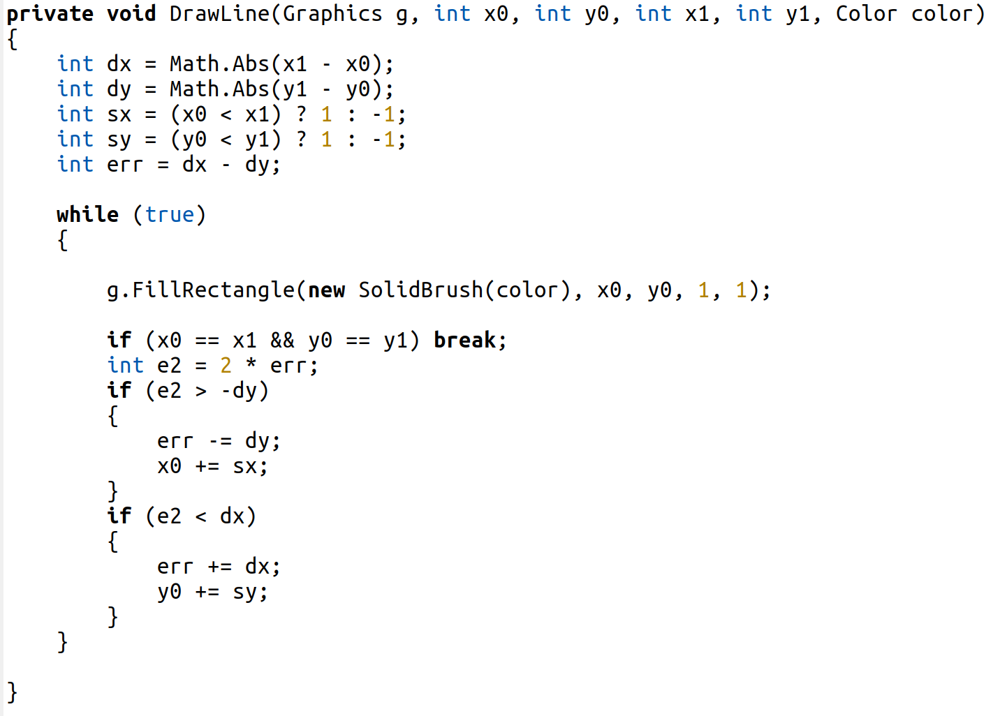 private void DrawLine(Graphics g, int x0, int y0, int x1, int y1, Color color)
{
    int dx = Math.Abs(x1 - x0);
    int dy = Math.Abs(y1 - y0);
    int sx = (x0 < x1) ? 1 : -1;
    int sy = (y0 < y1) ? 1 : -1;
    int err = dx - dy;

    while (true)
    {

        g.FillRectangle(new SolidBrush(color), x0, y0, 1, 1);

        if (x0 == x1 && y0 == y1) break;
        int e2 = 2 * err;
        if (e2 > -dy)
        {
            err -= dy;
            x0 += sx;
        }
        if (e2 < dx)
        {
            err += dx;
            y0 += sy;
        }
    }

}